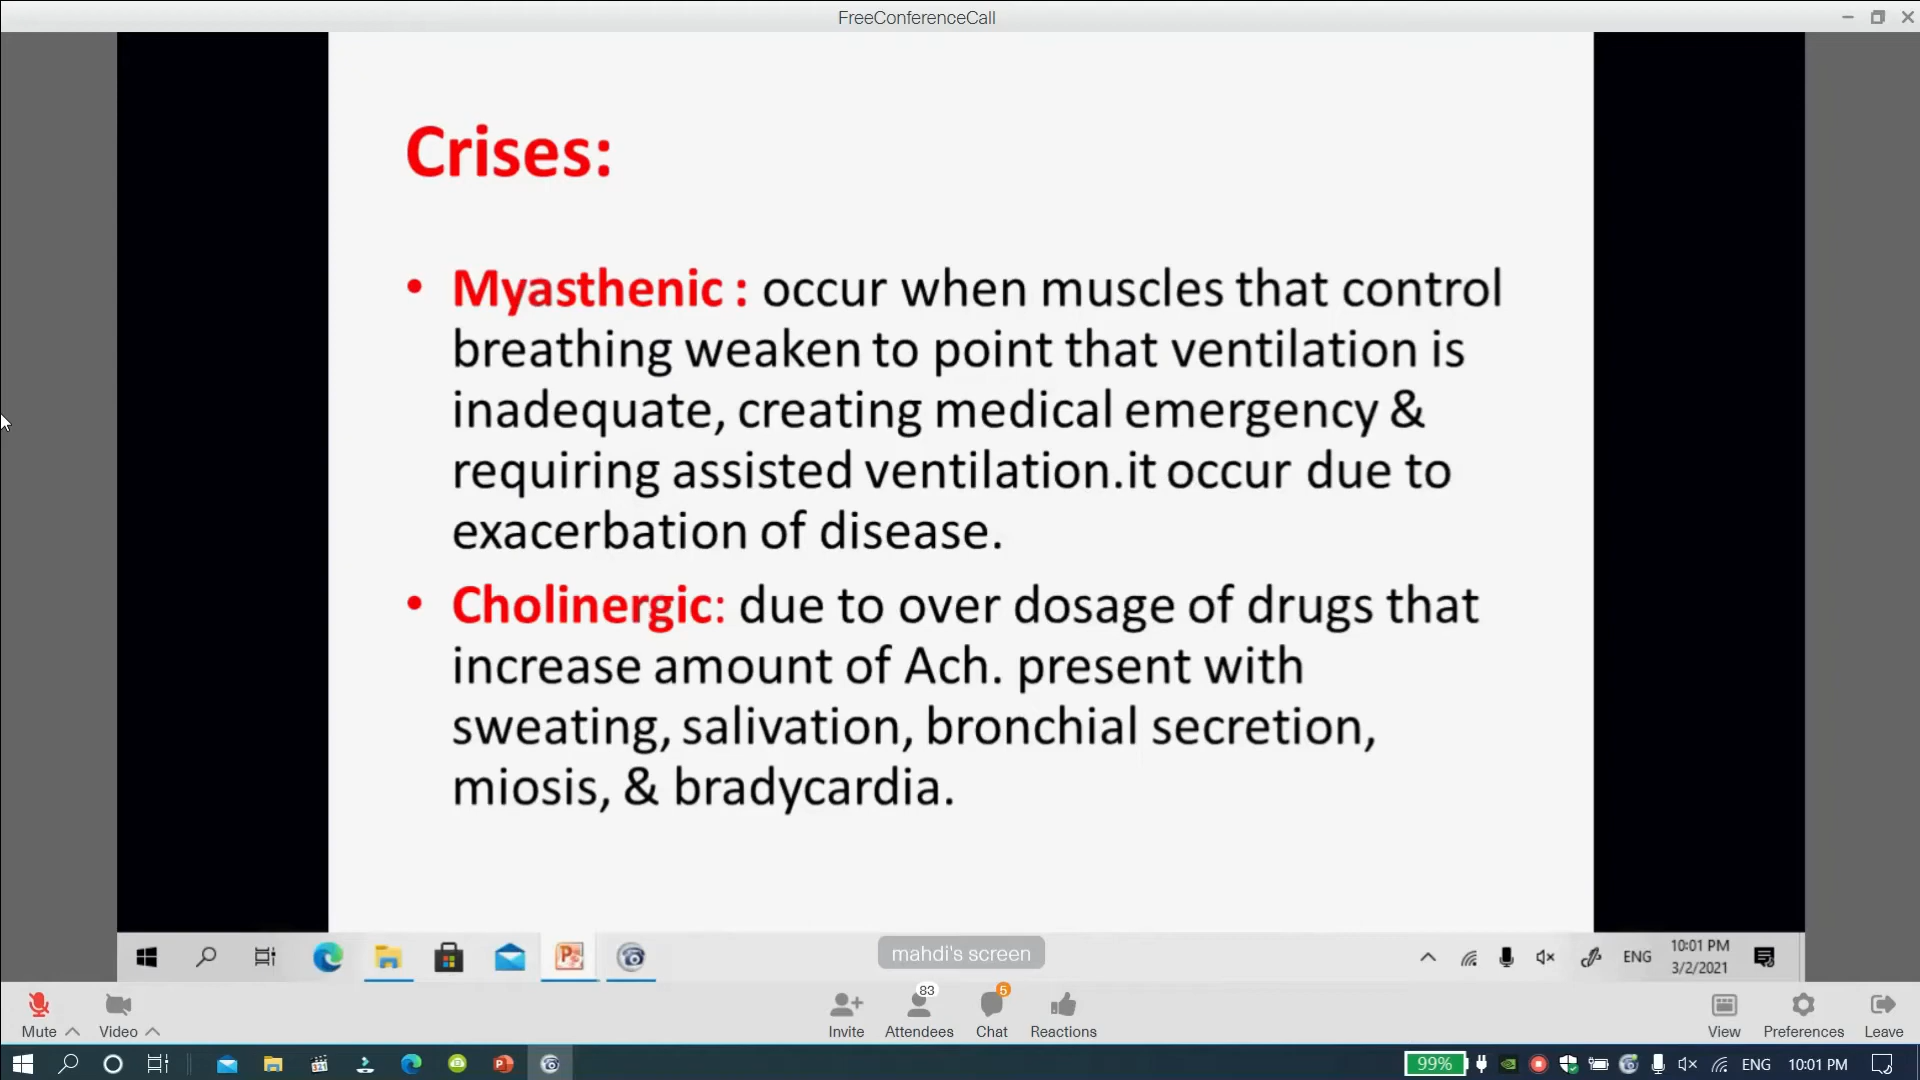 FreeConferenceCall
Crises:
• Myasthenic : occur when muscles that control
breathing weaken to point that ventilation is
inadequate, creating medical emergency &
requiring assisted ventilation.it occur due to
exacerbation of disease.
• Cholinergic: due to over dosage of drugs that
increase amount of Ach. present with
sweating, salivation, bronchial secretion,
miosis, & bradycardia.
mahdi's screen
ENG
10:01 PM
3/2/2021
83
5
Mute
Video
Invite
Attendees
Chat
Reactions
View
Preferences
Leave
99%
ENG
10:01 PM